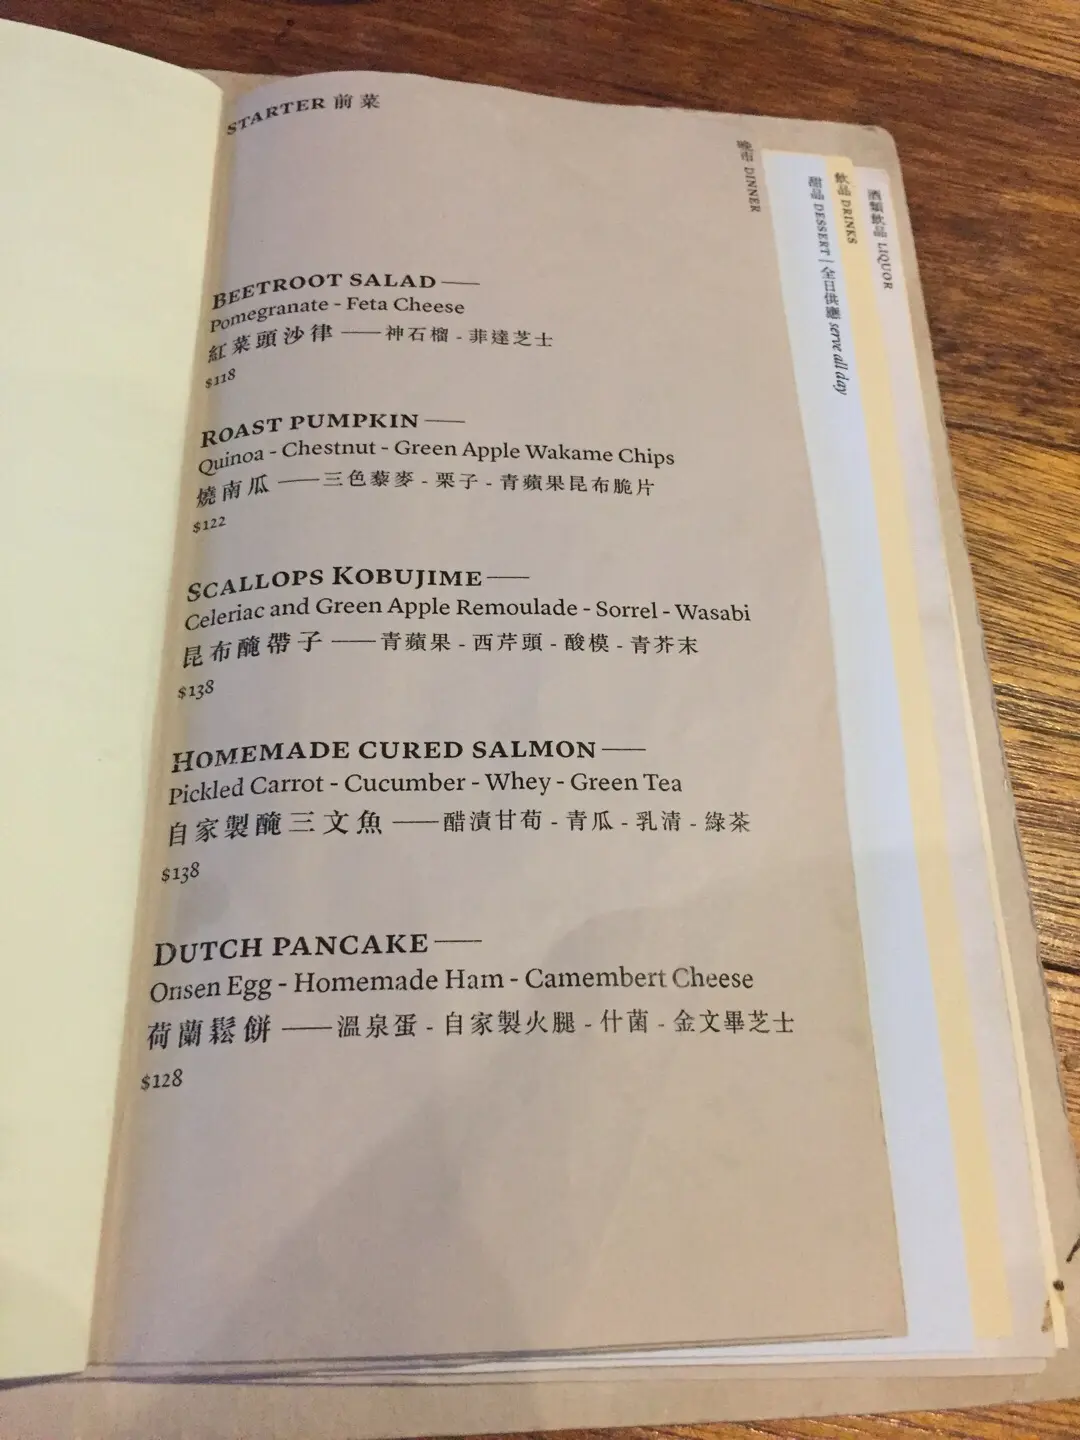 STARTER 前菜
BEETROOT SALAD——
Pomegranate - Feta Cheese
紅菜頭沙律 ——神石榴 - 菲達芝士
$118
ROAST PUMPKIN——
Quinoa - Chestnut - Green Apple Wakame Chips
燒南瓜 ——三色藜麥 - 栗子 - 青蘋果昆布脆片
$122
SCALLOPS KOBUJIME——
Celeriac and Green Apple Remoulade - Sorrel - Wasabi
昆布醃帶子 ——青蘋果 - 西芹頭 - 酸模 - 青芥末
$138
HOMEMADE CURED SALMON——
Pickled Carrot - Cucumber - Whey - Green Tea
自家製醃三文魚 ——醋漬甘荀 - 青瓜 - 乳清 - 綠茶
$138
DUTCH PANCAKE——
Onsen Egg - Homemade Ham - Camembert Cheese
荷蘭鬆餅 ——溫泉蛋 - 自家製火腿 - 什菌 - 金文畢芝士
$128
晚市 DINNER
甜品 DESSERT | 全日供應 serve all day
飲品 DRINKS
酒類飲品 LIQUOR